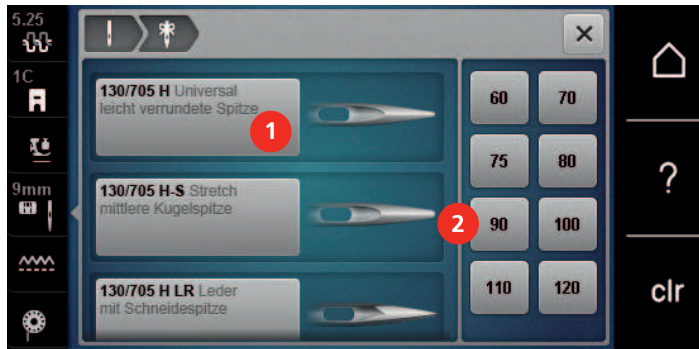 5.25
1C
9mm
130/705 H Universal
leicht verrundete Spitze
1
130/705 H-S Stretch
mittlere Kugelspitze
2
130/705 H LR Leder
mit Schneidespitze
60 70
75 80
90 100
110 120
?
clr